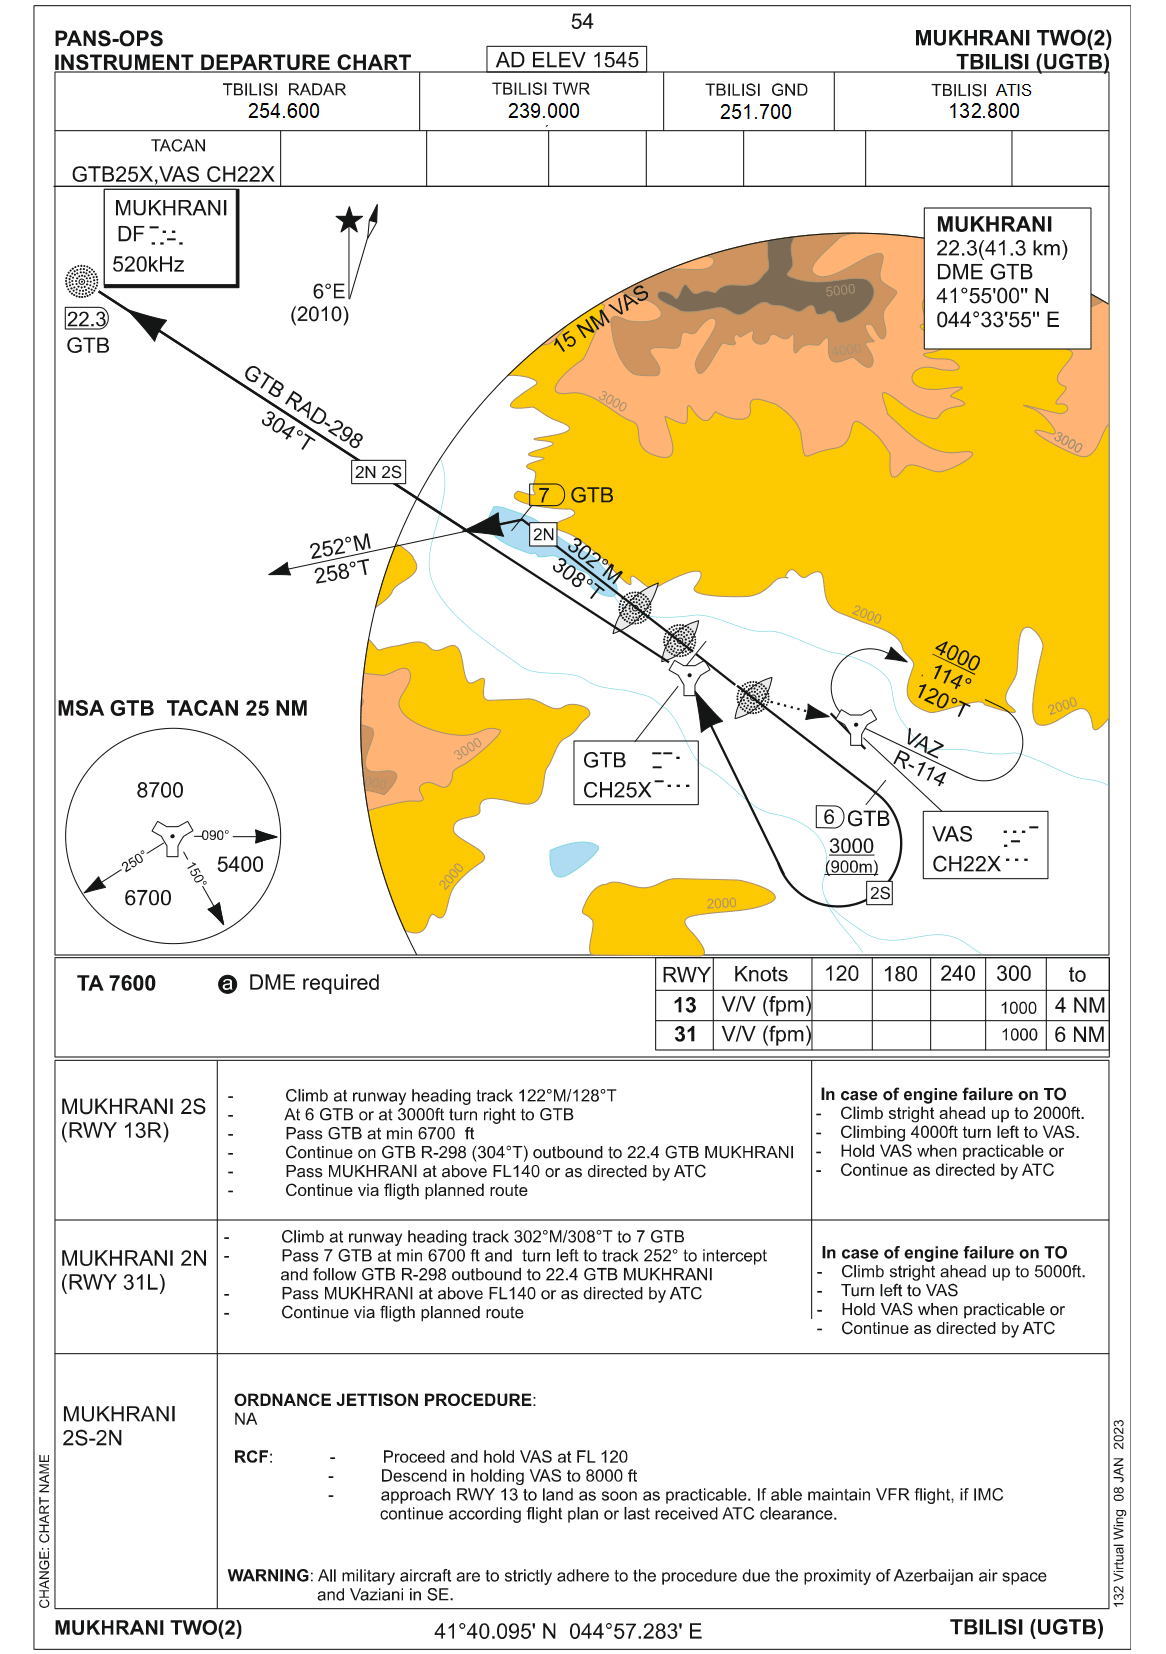 54
PANS-OPS
INSTRUMENT DEPARTURE CHART
AD ELEV 1545
MUKHRANI TWO(2)
TBILISI (UGTB)
TBILISI RADAR
254.600
TBILISI TWR
239.000
TBILISI GND
251.700
TBILISI ATIS
132.800
TACAN
GTB25X,VAS CH22X
MUKHRANI
DF
520kHz
22.3
GTB
6°E
(2010)
15 NM VAS
MUKHRANI
22.3(41.3 km)
DME GTB
41°55'00" N
044°33'55" E
5000
4000
3000
3000
GTB RAD-298
304°T
2N 2S
7 GTB
2N
252°M
258°T
302°M
308°T
2000
4000
114°
120°T
2000
VAZ
R-114
MSA GTB TACAN 25 NM
8700
090°
250°
150°
5400
6700
3000
2000
2000
GTB
CH25X
6 GTB
3000
(900m)
2S
VAS
CH22X
TA 7600
a DME required
RWY Knots 120 180 240 300 to
13 V/V (fpm) 1000 4 NM
31 V/V (fpm) 1000 6 NM
MUKHRANI 2S
(RWY 13R)
- Climb at runway heading track 122°M/128°T
- At 6 GTB or at 3000ft turn right to GTB
- Pass GTB at min 6700 ft
- Continue on GTB R-298 (304°T) outbound to 22.4 GTB MUKHRANI
- Pass MUKHRANI at above FL140 or as directed by ATC
- Continue via fligth planned route
In case of engine failure on TO
- Climb stright ahead up to 2000ft.
- Climbing 4000ft turn left to VAS.
- Hold VAS when practicable or
- Continue as directed by ATC
MUKHRANI 2N
(RWY 31L)
- Climb at runway heading track 302°M/308°T to 7 GTB
- Pass 7 GTB at min 6700 ft and turn left to track 252° to intercept
and follow GTB R-298 outbound to 22.4 GTB MUKHRANI
- Pass MUKHRANI at above FL140 or as directed by ATC
- Continue via fligth planned route
In case of engine failure on TO
- Climb stright ahead up to 5000ft.
- Turn left to VAS
- Hold VAS when practicable or
- Continue as directed by ATC
MUKHRANI
2S-2N
ORDNANCE JETTISON PROCEDURE:
NA
RCF: - Proceed and hold VAS at FL 120
- Descend in holding VAS to 8000 ft
- approach RWY 13 to land as soon as practicable. If able maintain VFR flight, if IMC
continue according flight plan or last received ATC clearance.
WARNING: All military aircraft are to strictly adhere to the procedure due the proximity of Azerbaijan air space
and Vaziani in SE.
CHANGE: CHART NAME
132 Virtual Wing 08 JAN 2023
MUKHRANI TWO(2)
41°40.095' N 044°57.283' E
TBILISI (UGTB)